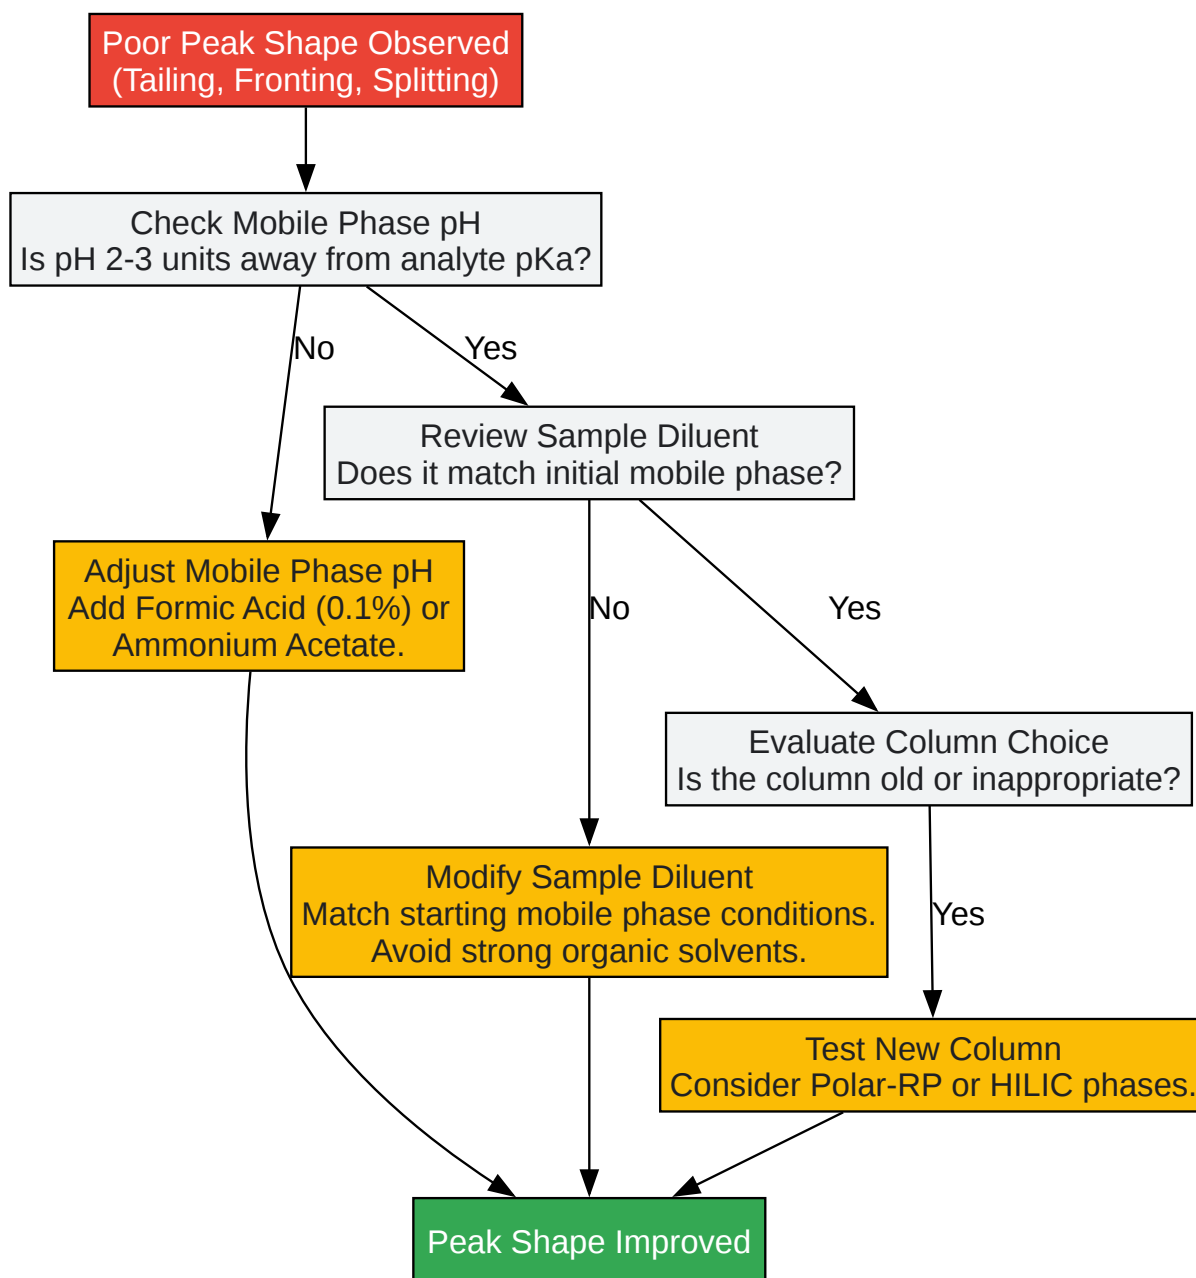 Poor Peak Shape Observed
(Tailing, Fronting, Splitting)
Check Mobile Phase pH
Is pH 2-3 units away from analyte pKa?
No
Yes
Review Sample Diluent
Does it match initial mobile phase?
Adjust Mobile Phase pH
Add Formic Acid (0.1%) or
Ammonium Acetate.
No
Yes
Evaluate Column Choice
Is the column old or inappropriate?
Modify Sample Diluent
Match starting mobile phase conditions.
Avoid strong organic solvents.
Yes
Test New Column
Consider Polar-RP or HILIC phases.
Peak Shape Improved